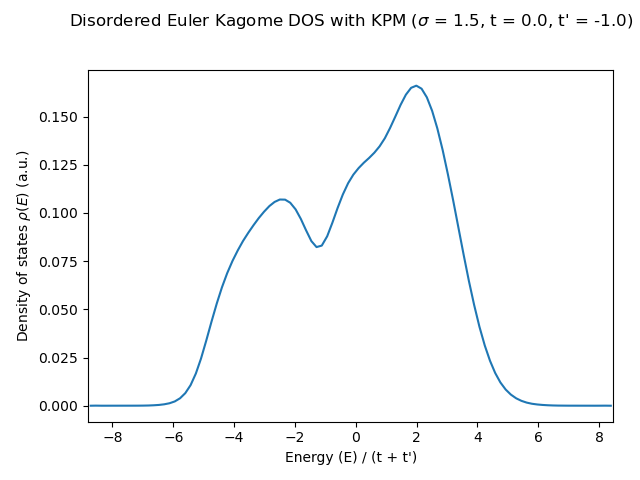 Disordered Euler Kagome DOS with KPM (σ = 1.5, t = 0.0, t' = -1.0)
0.150
0.125
0.100
0.075
0.050
0.025
0.000
Density of states ρ(E) (a.u.)
−8 −6 −4 −2 0 2 4 6 8
Energy (E) / (t + t')